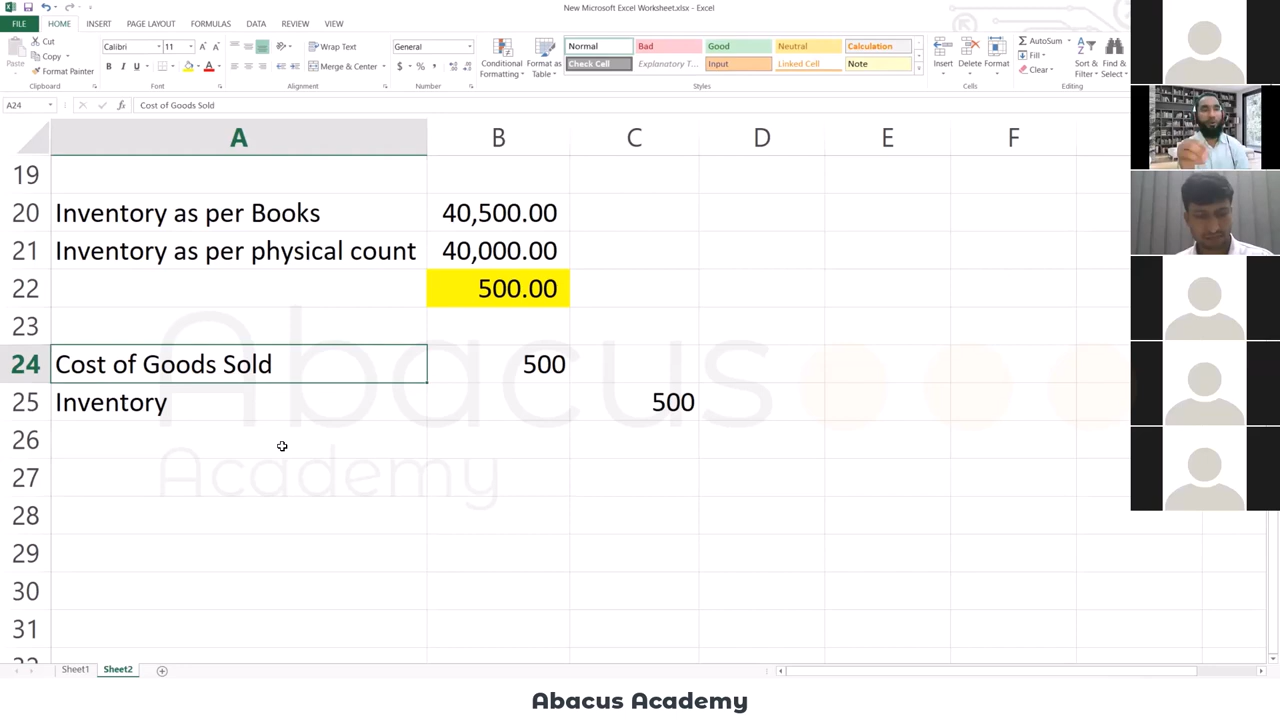 New Microsoft Excel Worksheet.xlsx - Excel
FILE HOME INSERT PAGE LAYOUT FORMULAS DATA REVIEW VIEW
Cut
Copy
Format Painter
Paste
Clipboard
Calibri 11
B I U
Font
Wrap Text
Merge & Center
Alignment
General
$ % ,
Number
Conditional Formatting
Format as Table
Normal Bad Good Neutral Calculation
Check Cell Explanatory T... Input Linked Cell Note
Styles
Insert Delete Format
Cells
AutoSum
Fill
Clear
Sort & Filter
Find & Select
Editing
A24 fx Cost of Goods Sold
A B C D E F
19
20 Inventory as per Books 40,500.00
21 Inventory as per physical count 40,000.00
22 500.00
23
24 Cost of Goods Sold 500
25 Inventory 500
26
27
28
29
30
31
Abacus
Academy
Sheet1 Sheet2
Abacus Academy